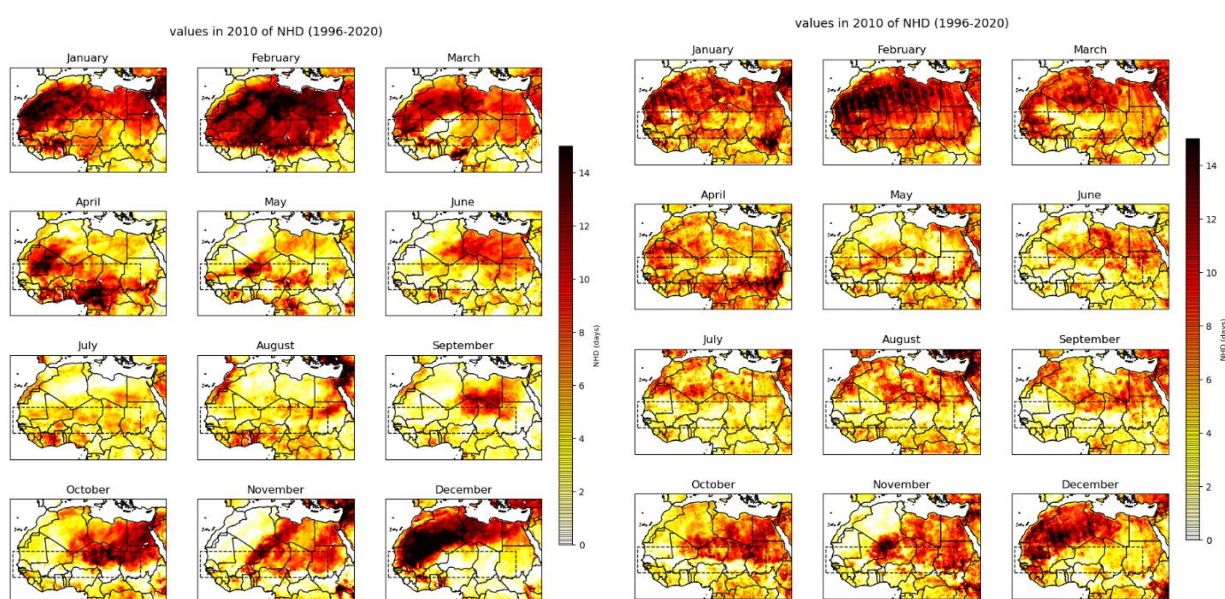 values in 2010 of NHD (1996-2020)
January February March
April May June
July August September
October November December
14
12
10
8
6
4
2
0
NHD (days)
values in 2010 of NHD (1996-2020)
January February March
April May June
July August September
October November December
14
12
10
8
6
4
2
0
NHD (days)